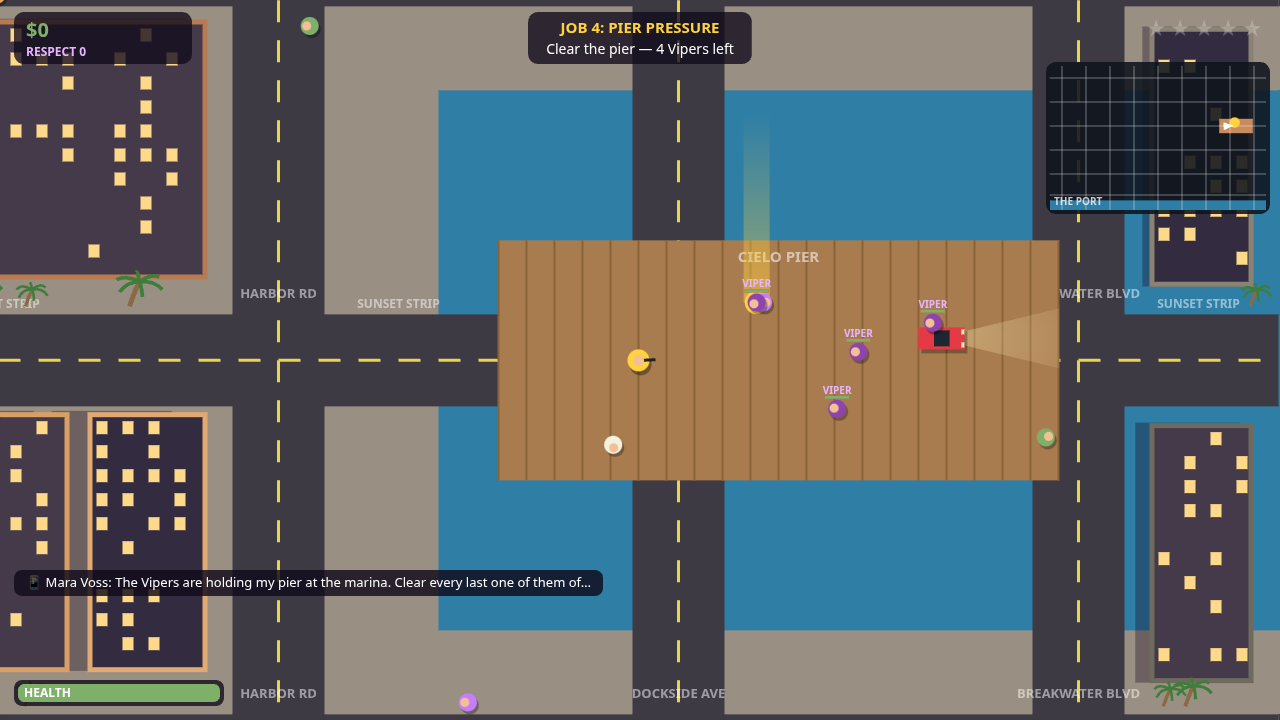 $0
RESPECT 0
JOB 4: PIER PRESSURE
Clear the pier — 4 Vipers left
THE PORT
CIELO PIER
VIPER
VIPER
VIPER
VIPER
HARBOR RD
SUNSET STRIP
WATER BLVD
SUNSET STRIP
T STRIP
Mara Voss: The Vipers are holding my pier at the marina. Clear every last one of them of...
HEALTH
HARBOR RD
DOCKSIDE AVE
BREAKWATER BLVD